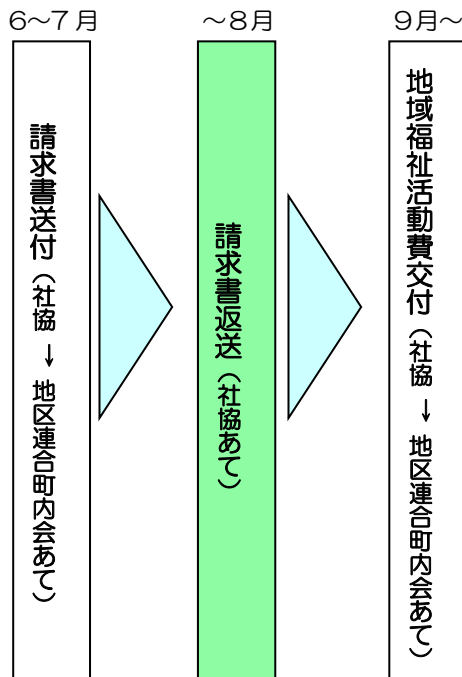 6～7月
～8月
9月～
請求書送付（社協 → 地区連合町内会あて）
請求書返送（社協あて）
地域福祉活動費交付（社協 → 地区連合町内会あて）